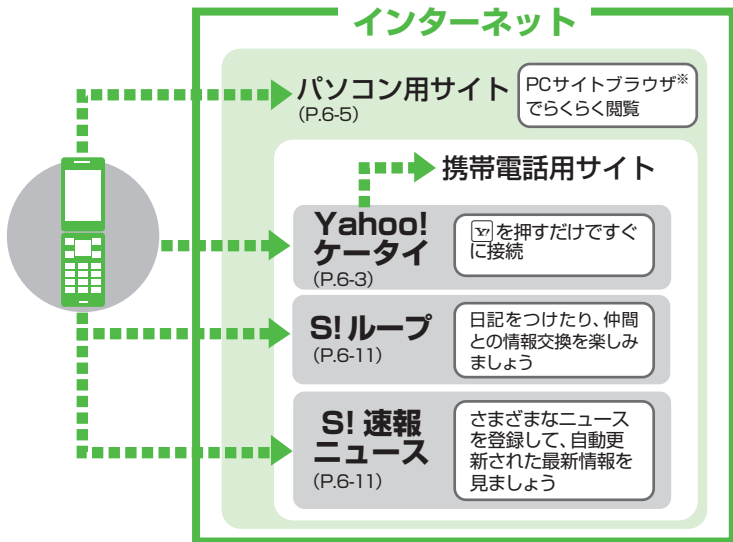 インターネット
パソコン用サイト
(P.6-5)
PCサイトブラウザ※
でらくらく閲覧
携帯電話用サイト
Yahoo!
ケータイ
(P.6-3)
Y!を押すだけですぐ
に接続
S! ループ
(P.6-11)
日記をつけたり、仲間
との情報交換を楽しみ
ましょう
S! 速報
ニュース
(P.6-11)
さまざまなニュース
を登録して、自動更
新された最新情報を
見ましょう